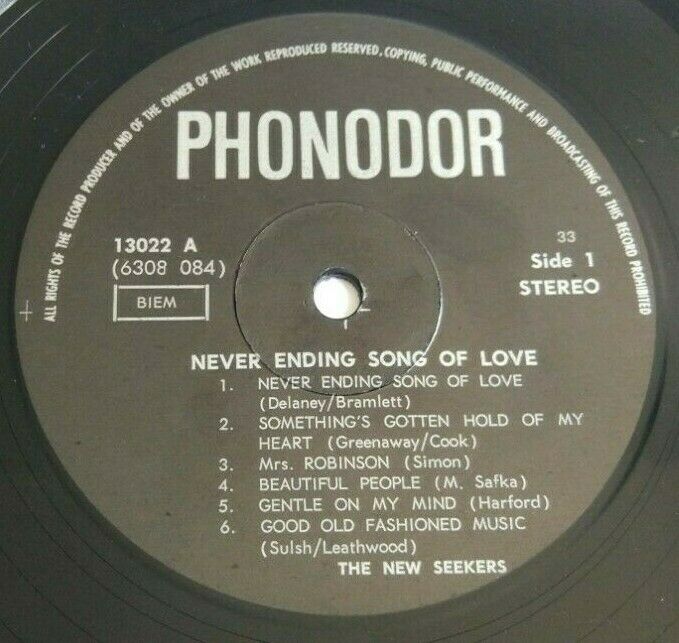 ALL RIGHTS OF THE RECORD PRODUCER AND OF THE OWNER OF THE WORK REPRODUCED RESERVED. COPYING, PUBLIC PERFORMANCE AND BROADCASTING OF THIS RECORD PROHIBITED
PHONODOR
13022 A
(6308 084)
BIEM
33
Side 1
STEREO
NEVER ENDING SONG OF LOVE
1. NEVER ENDING SONG OF LOVE
(Delaney/Bramlett)
2. SOMETHING'S GOTTEN HOLD OF MY
HEART (Greenaway/Cook)
3. Mrs. ROBINSON (Simon)
4. BEAUTIFUL PEOPLE (M. Safka)
5. GENTLE ON MY MIND (Harford)
6. GOOD OLD FASHIONED MUSIC
(Sulsh/Leathwood)
THE NEW SEEKERS